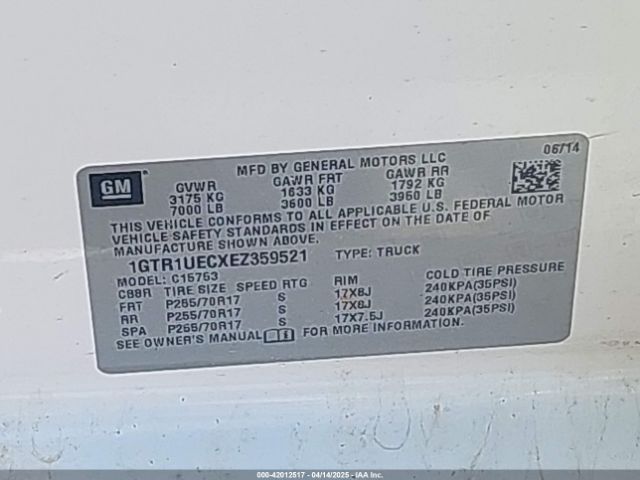 MFD BY GENERAL MOTORS LLC 06/14
GM
GVWR GAWR FRT GAWR RR
3175 KG 1633 KG 1792 KG
7000 LB 3600 LB 3950 LB
THIS VEHICLE CONFORMS TO ALL APPLICABLE U.S. FEDERAL MOTOR
VEHICLE SAFETY STANDARDS IN EFFECT ON THE DATE OF
MANUFACTURE SHOWN ABOVE.
1GTR1UECXEZ359521 TYPE: TRUCK
MODEL: C15753
C88R TIRE SIZE SPEED RTG RIM COLD TIRE PRESSURE
FRT P255/70R17 S 17X8J 240KPA(35PSI)
RR P255/70R17 S 17X8J 240KPA(35PSI)
SPA P265/70R17 S 17X7.5J 240KPA(35PSI)
SEE OWNER'S MANUAL FOR MORE INFORMATION.
000-42012517 - 04/14/2025 - IAA Inc.